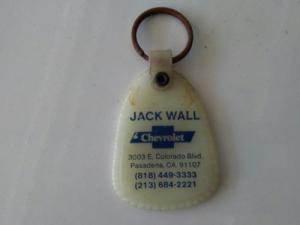 JACK WALL
Chevrolet
3003 E. Colorado Blvd.
Pasadena, CA. 91107
(818) 449-3333
(213) 684-2221